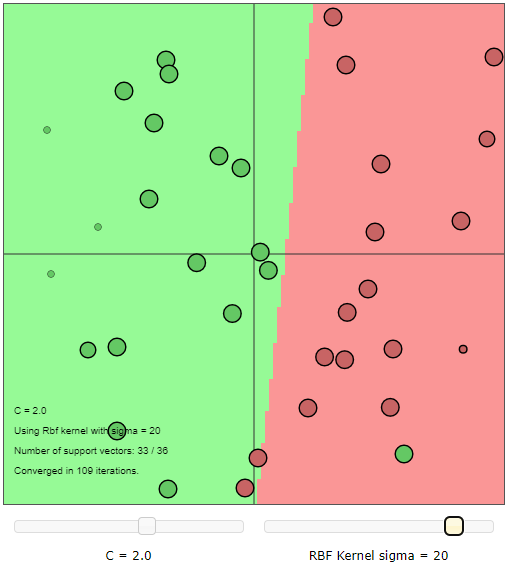 C = 2.0
Using Rbf kernel with sigma = 20
Number of support vectors: 33 / 36
Converged in 109 iterations.
C = 2.0
RBF Kernel sigma = 20